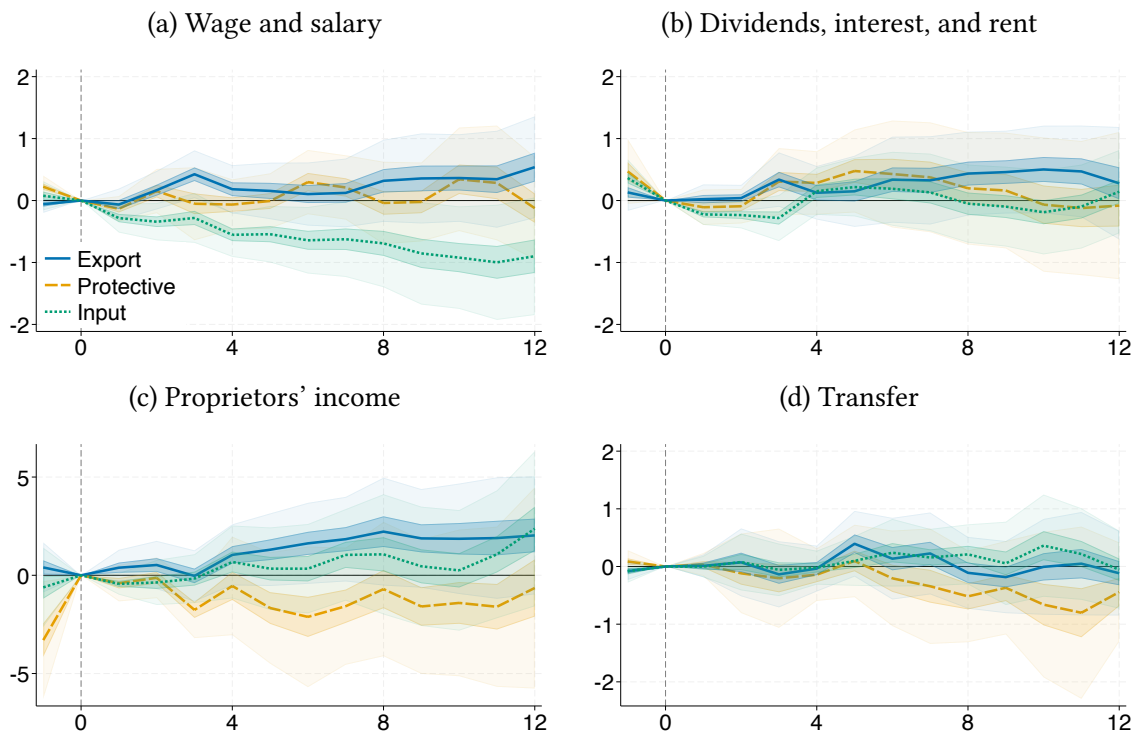 (a) Wage and salary
2
1
0
-1
-2
Export
Protective
Input
0 4 8 12
(b) Dividends, interest, and rent
2
1
0
-1
-2
0 4 8 12
(c) Proprietors’ income
5
0
-5
0 4 8 12
(d) Transfer
2
1
0
-1
-2
0 4 8 12